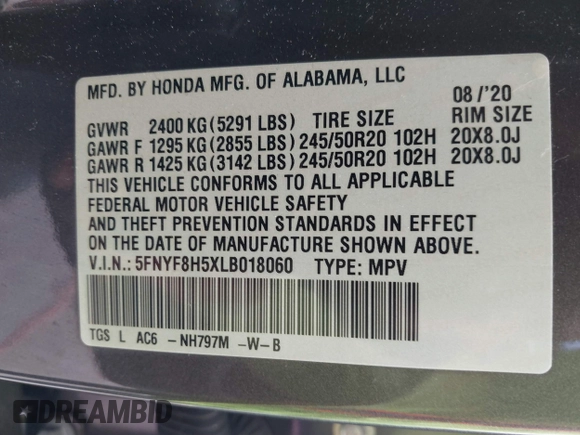 MFD. BY HONDA MFG. OF ALABAMA, LLC 08 /'20
GVWR 2400 KG(5291 LBS) TIRE SIZE RIM SIZE
GAWR F 1295 KG(2855 LBS)245/50R20 102H 20X8.0J
GAWR R 1425 KG(3142 LBS)245/50R20 102H 20X8.0J
THIS VEHICLE CONFORMS TO ALL APPLICABLE
FEDERAL MOTOR VEHICLE SAFETY
AND THEFT PREVENTION STANDARDS IN EFFECT
ON THE DATE OF MANUFACTURE SHOWN ABOVE.
V.I.N.: 5FNYF8H5XLB018060 TYPE: MPV
TGS L AC6 - NH797M -W-B
DREAMBID